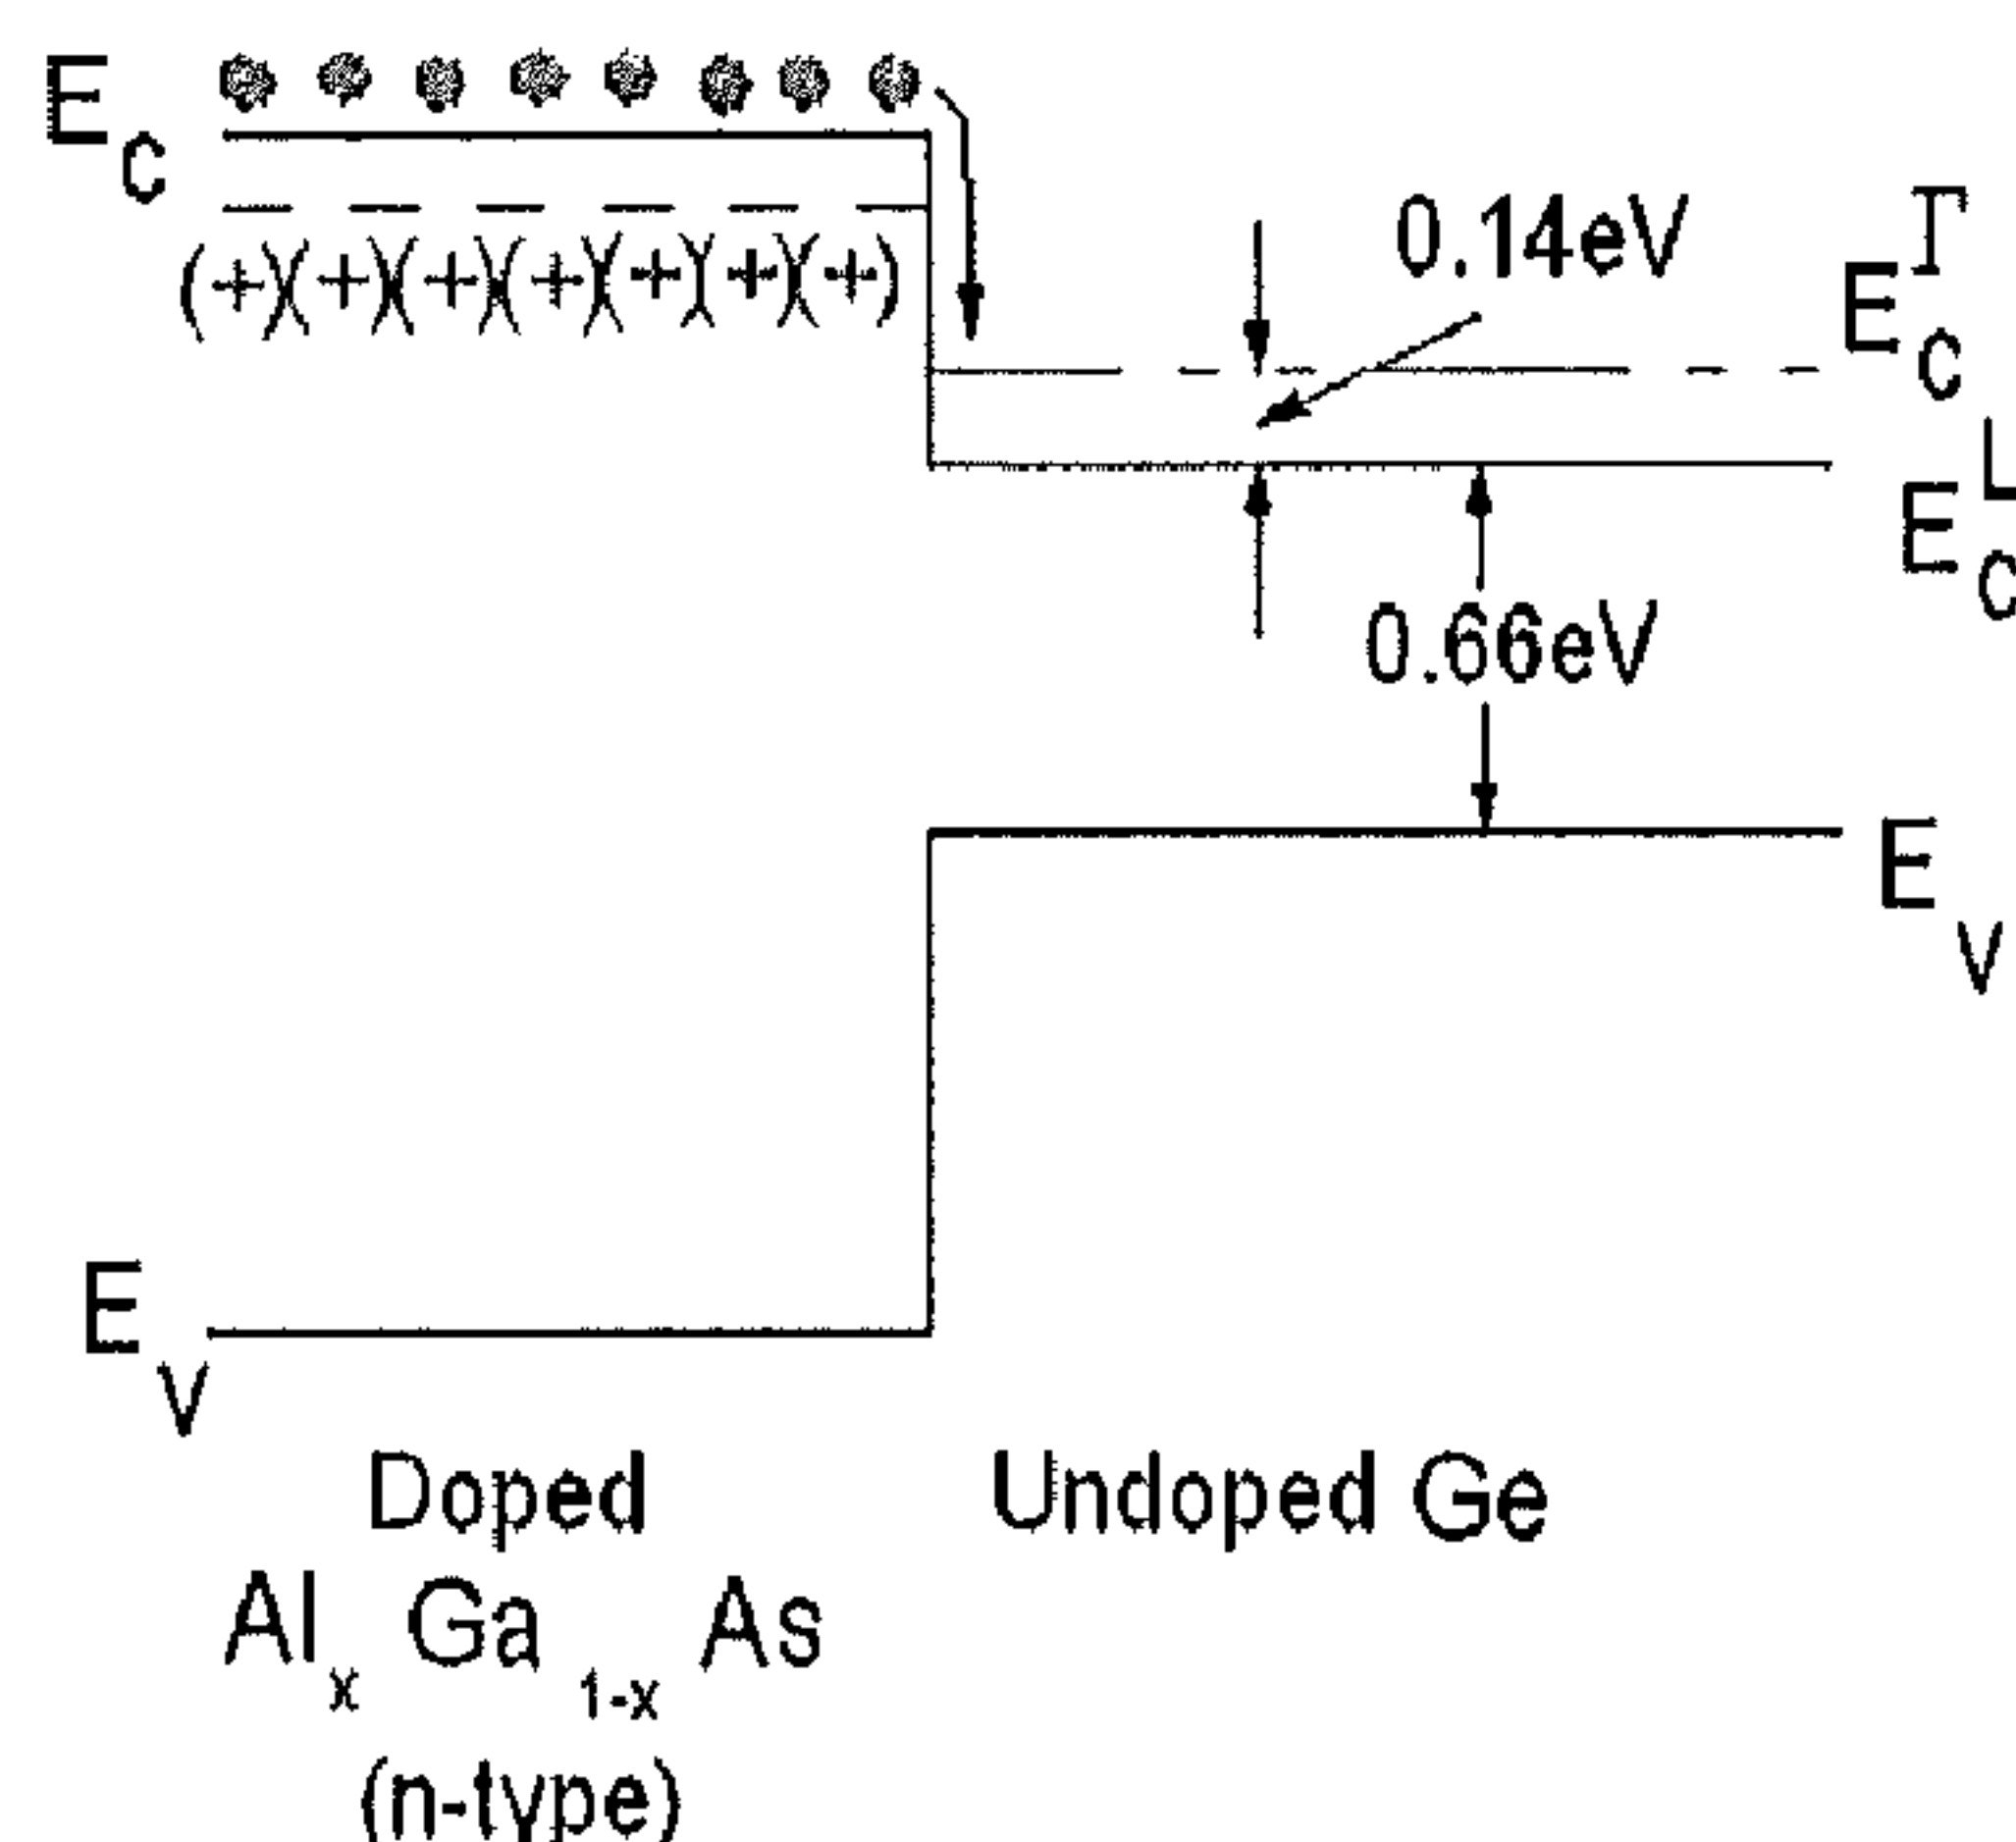 E_C
(+)(+)(+)(+)(+)(+)(+)
0.14eV
E_C^Γ
E_C^L
0.66eV
E_V
E_V
Doped
Al_x Ga_1-x As
(n-type)
Undoped Ge